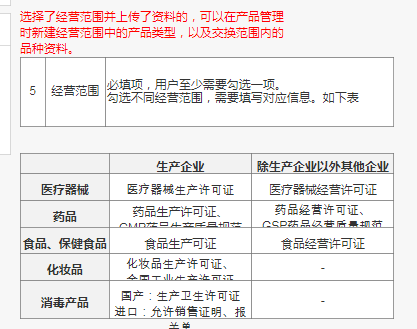 选择了经营范围并上传了资料的，可以在产品管理
时新建经营范围中的产品类型，以及交换范围内的
品种资料。
5 经营范围 必填项，用户至少需要勾选一项。
勾选不同经营范围，需要填写对应信息。如下表
生产企业 除生产企业以外其他企业
医疗器械 医疗器械生产许可证 医疗器械经营许可证
药品 药品生产许可证、 药品经营许可证、
GMP药品生产质量规范 GSP药品经营质量规范
食品、保健食品 食品生产许可证 食品经营许可证
化妆品 化妆品生产许可证、 -
全国工业生产许可证
消毒产品 国产：生产卫生许可证 -
进口：允许销售证明、报
关单